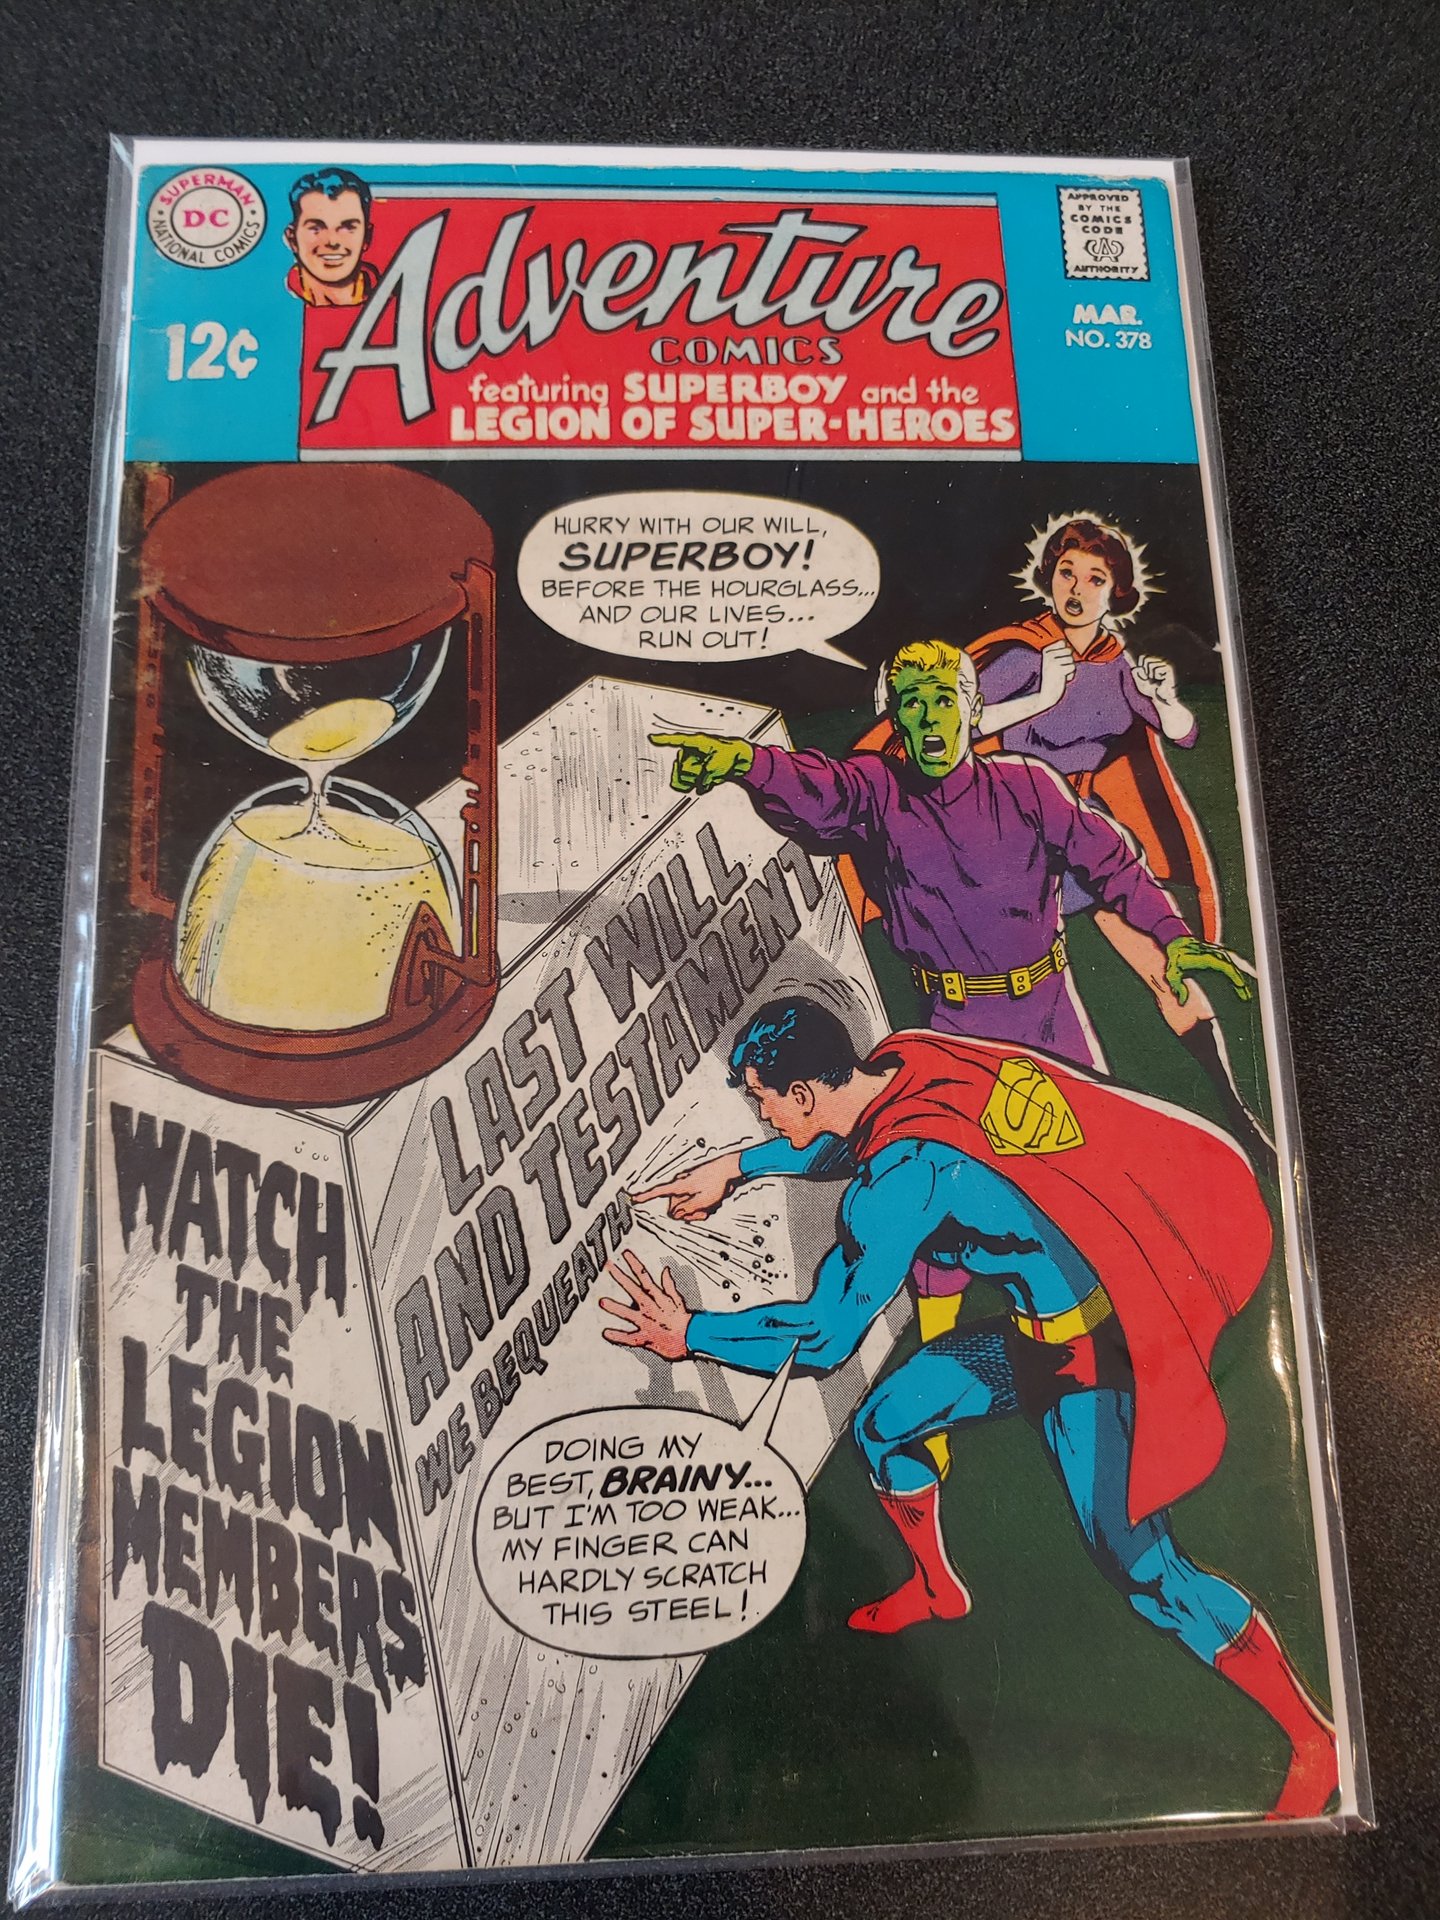 SUPERMAN
DC
NATIONAL COMICS
12¢
Adventure
COMICS
featuring SUPERBOY and the
LEGION OF SUPER-HEROES
APPROVED
BY THE
COMICS
CODE
CA
AUTHORITY
MAR.
NO. 378
HURRY WITH OUR WILL,
SUPERBOY!
BEFORE THE HOURGLASS...
AND OUR LIVES...
RUN OUT!
LAST WILL
AND TESTAMENT
WE BEQUEATH
S
WATCH
THE
LEGION
MEMBERS
DIE!
DOING MY
BEST, BRAINY...
BUT I'M TOO WEAK...
MY FINGER CAN
HARDLY SCRATCH
THIS STEEL!